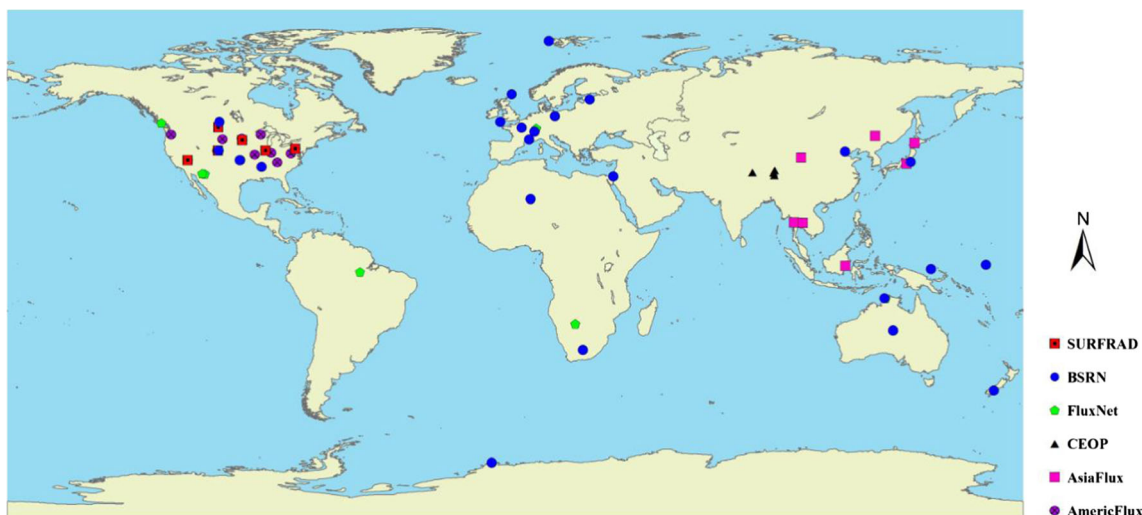 N
SURFRAD
BSRN
FluxNet
CEOP
AsiaFlux
AmericFlux